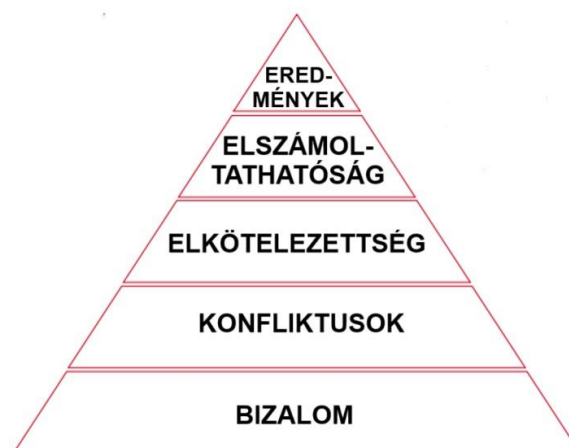 ERED-
MÉNYEK
ELSZÁMOL-
TATHATÓSÁG
ELKÖTELEZETTSÉG
KONFLIKTUSOK
BIZALOM